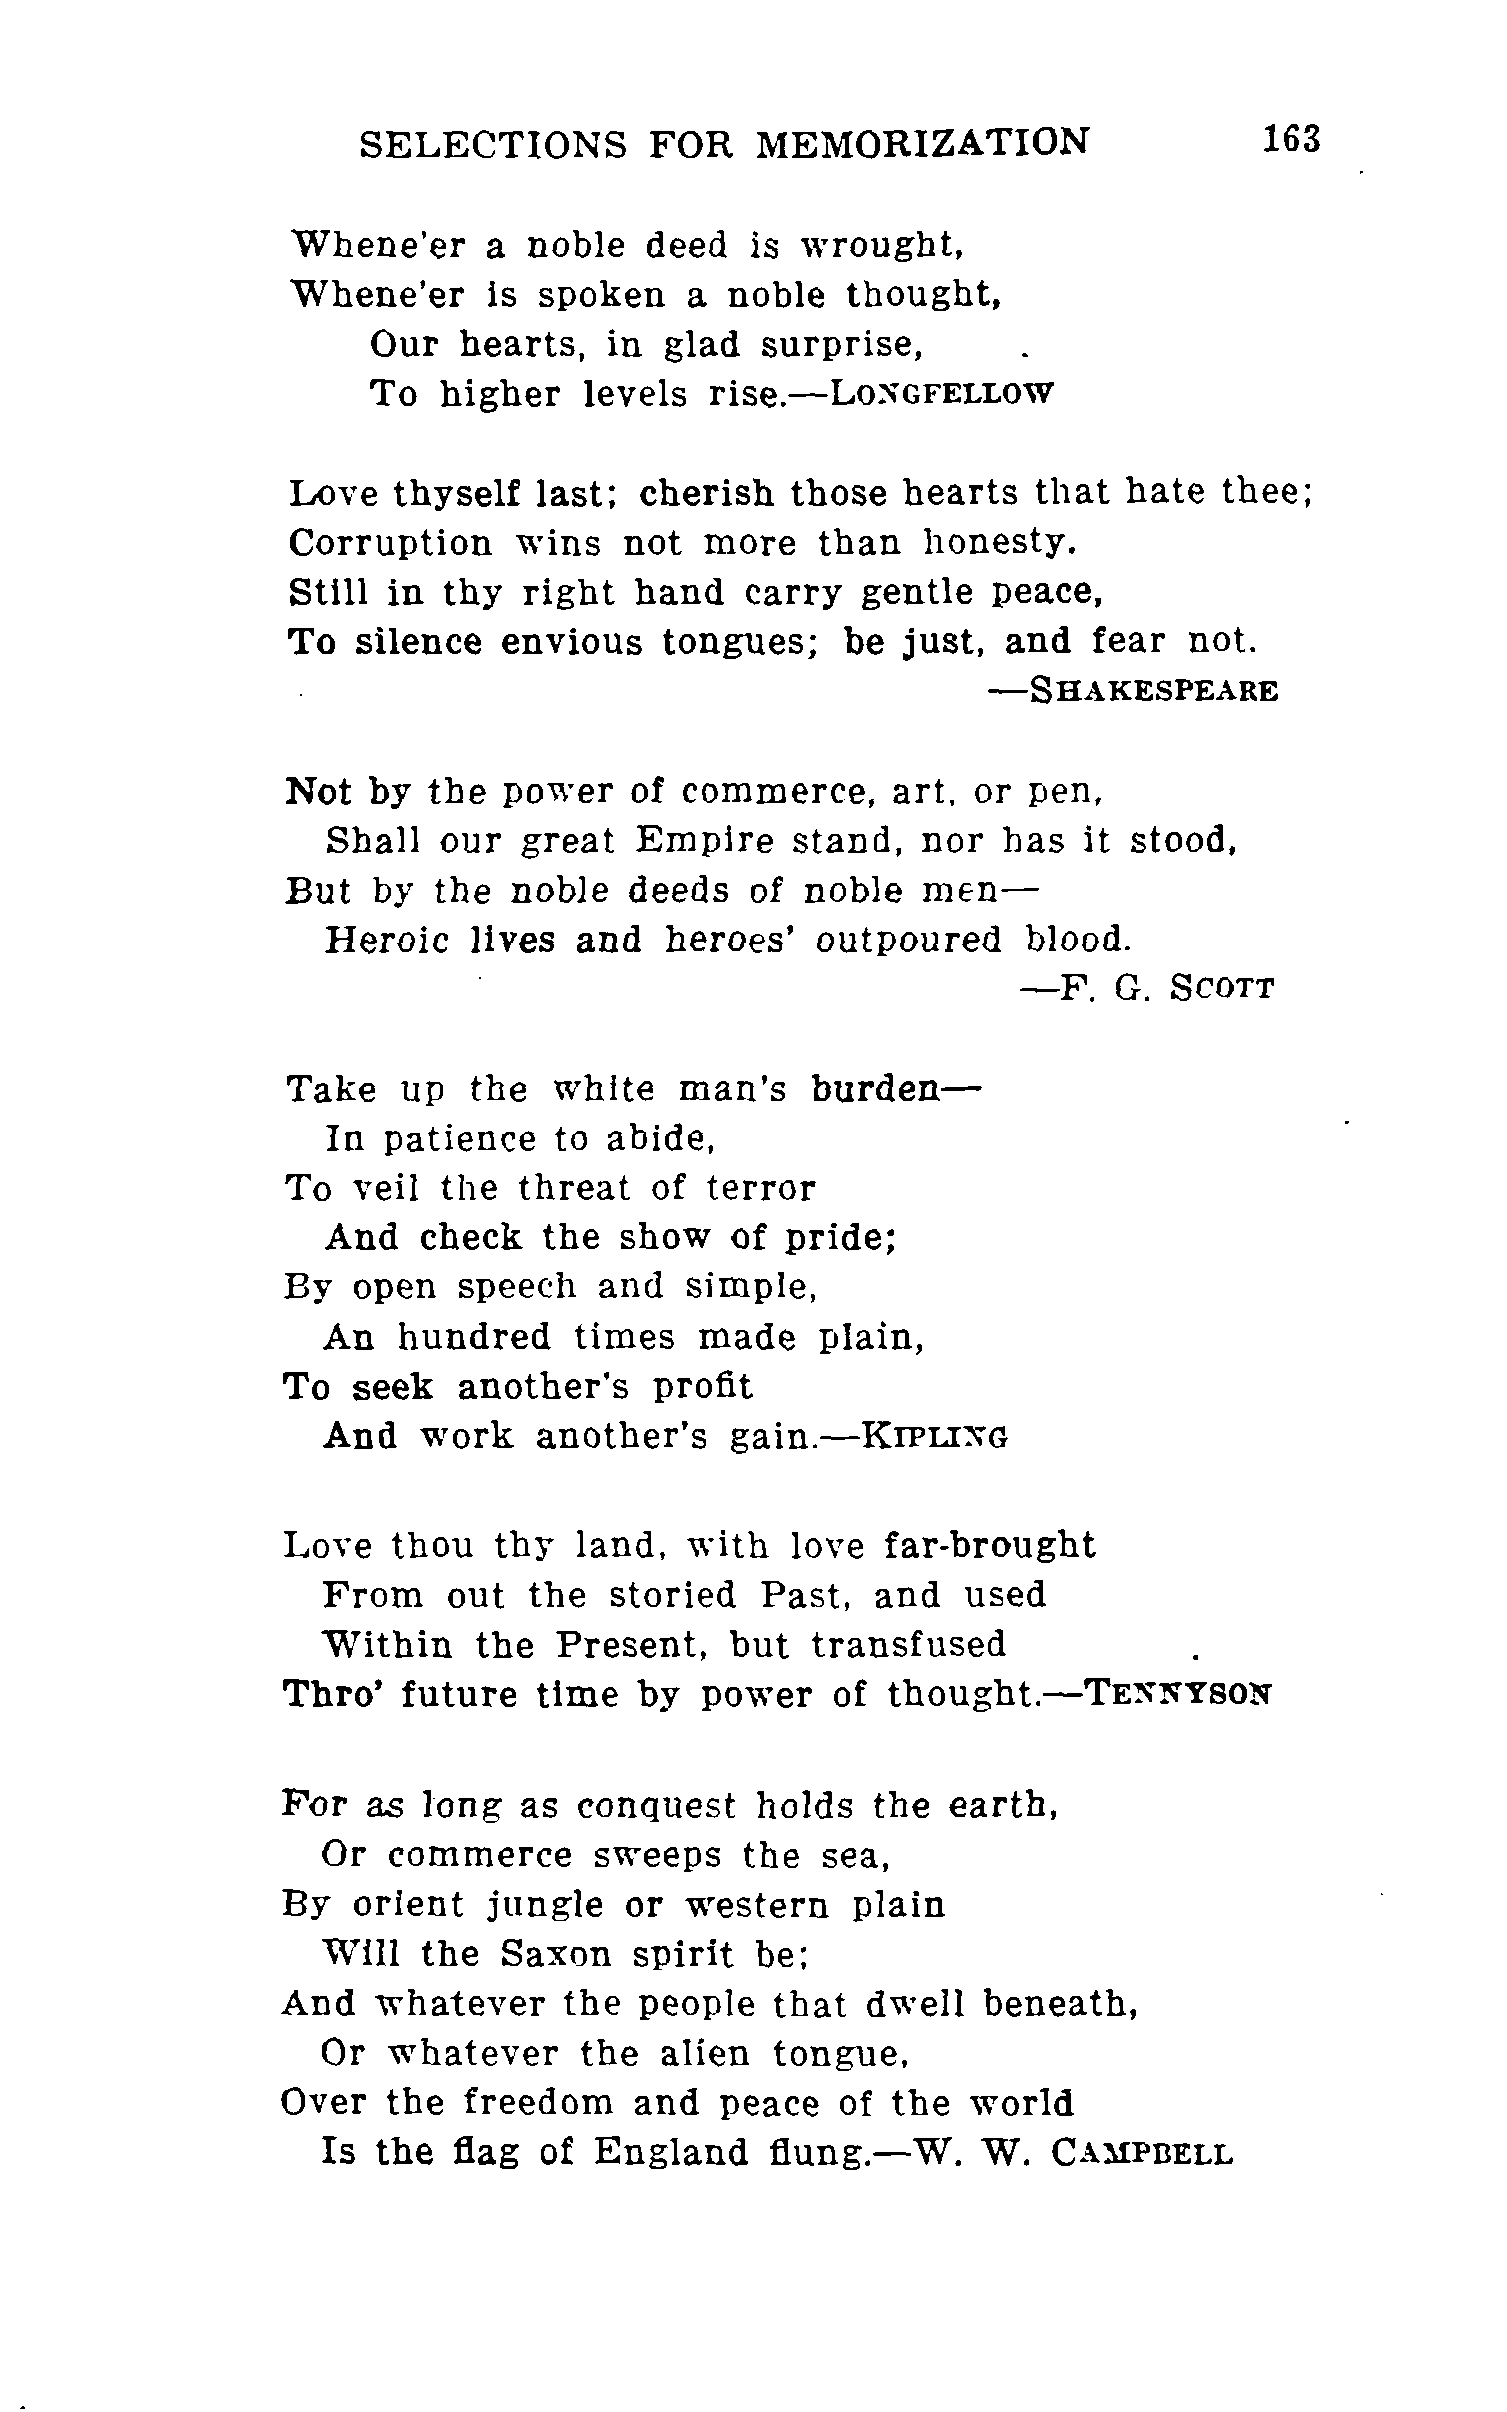 SELECTIONS FOR MEMORIZATION 163
Whene'er a noble deed is wrought,
Whene'er is spoken a noble thought,
Our hearts, in glad surprise,
To higher levels rise.—LONGFELLOW
Love thyself last; cherish those hearts that hate thee;
Corruption wins not more than honesty.
Still in thy right hand carry gentle peace,
To silence envious tongues; be just, and fear not.
—SHAKESPEARE
Not by the power of commerce, art, or pen,
Shall our great Empire stand, nor has it stood,
But by the noble deeds of noble men—
Heroic lives and heroes' outpoured blood.
—F. G. SCOTT
Take up the white man's burden—
In patience to abide,
To veil the threat of terror
And check the show of pride;
By open speech and simple,
An hundred times made plain,
To seek another's profit
And work another's gain.—KIPLING
Love thou thy land, with love far-brought
From out the storied Past, and used
Within the Present, but transfused
Thro' future time by power of thought.—TENNYSON
For as long as conquest holds the earth,
Or commerce sweeps the sea,
By orient jungle or western plain
Will the Saxon spirit be;
And whatever the people that dwell beneath,
Or whatever the alien tongue,
Over the freedom and peace of the world
Is the flag of England flung.—W. W. CAMPBELL